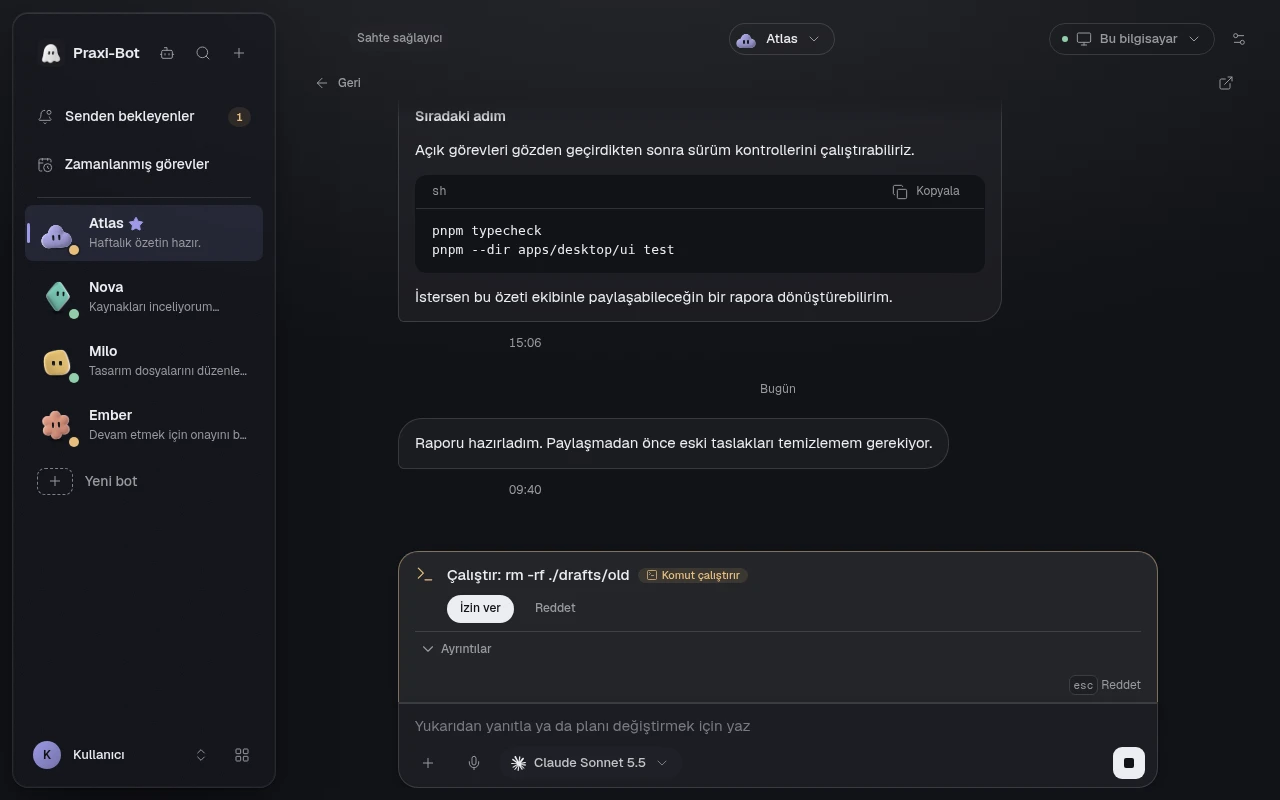 Praxi-Bot
Senden bekleyenler
1
Zamanlanmış görevler
Atlas
Haftalık özetin hazır.
Nova
Kaynakları inceliyorum…
Milo
Tasarım dosyalarını düzenle…
Ember
Devam etmek için onayını b…
Yeni bot
K
Kullanıcı
Sahte sağlayıcı
Atlas
Bu bilgisayar
Geri
Sıradaki adım
Açık görevleri gözden geçirdikten sonra sürüm kontrollerini çalıştırabiliriz.
sh
Kopyala
pnpm typecheck
pnpm --dir apps/desktop/ui test
İstersen bu özeti ekibinle paylaşabileceğin bir rapora dönüştürebilirim.
15:06
Bugün
Raporu hazırladım. Paylaşmadan önce eski taslakları temizlemem gerekiyor.
09:40
Çalıştır: rm -rf ./drafts/old
Komut çalıştırır
İzin ver
Reddet
Ayrıntılar
esc Reddet
Yukarıdan yanıtla ya da planı değiştirmek için yaz
Claude Sonnet 5.5